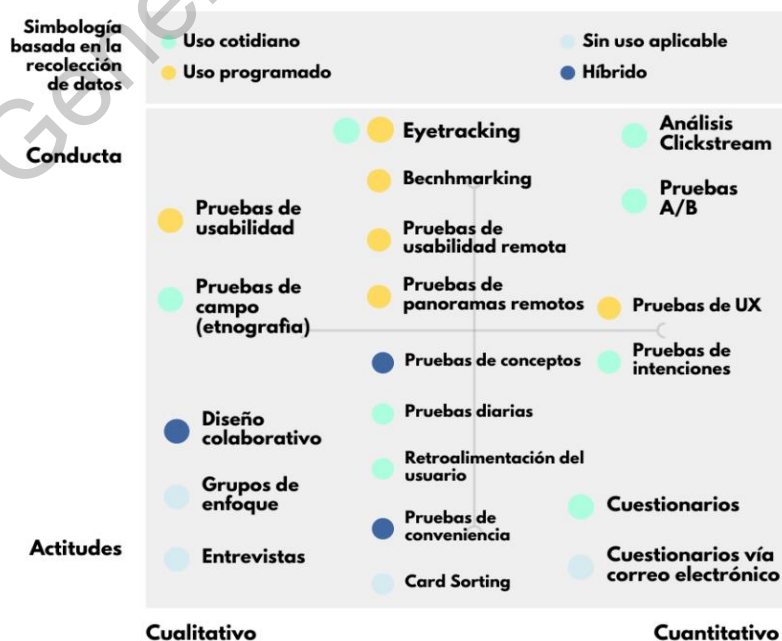 Simbología
basada en la
recolección
de datos
Uso cotidiano
Sin uso aplicable
Uso programado
Híbrido
Conducta
Eyetracking
Análisis
Clickstream
Becnhmarking
Pruebas
A/B
Pruebas de
usabilidad
Pruebas de
usabilidad remota
Pruebas de
campo
(etnografia)
Pruebas de
panoramas remotos
Pruebas de UX
Pruebas de conceptos
Pruebas de
intenciones
Diseño
colaborativo
Pruebas diarias
Retroalimentación del
usuario
Grupos de
enfoque
Cuestionarios
Pruebas de
conveniencia
Actitudes
Entrevistas
Cuestionarios vía
correo electrónico
Card Sorting
Cualitativo
Cuantitativo
Gene